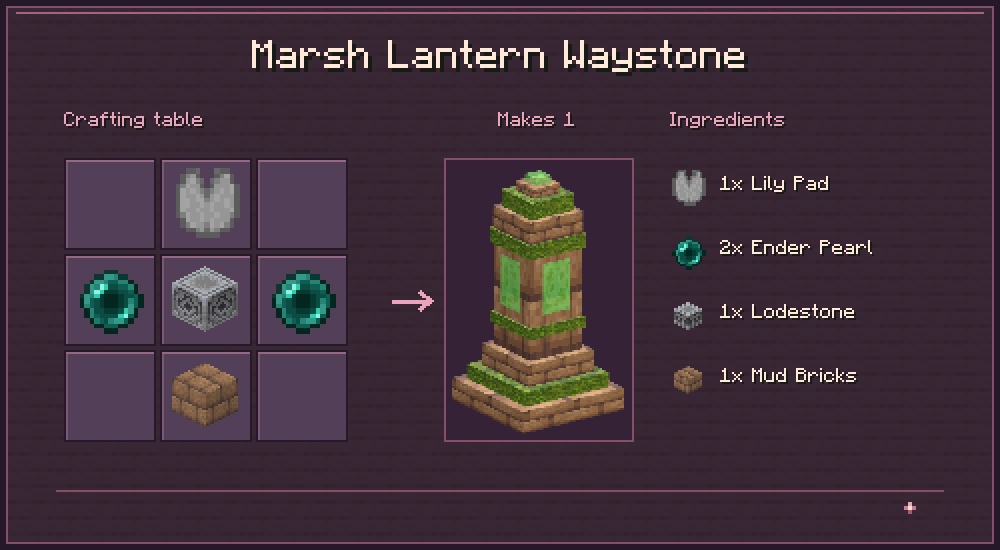 Marsh Lantern Waystone
Crafting table
Makes 1
Ingredients
1x Lily Pad
2x Ender Pearl
1x Lodestone
1x Mud Bricks